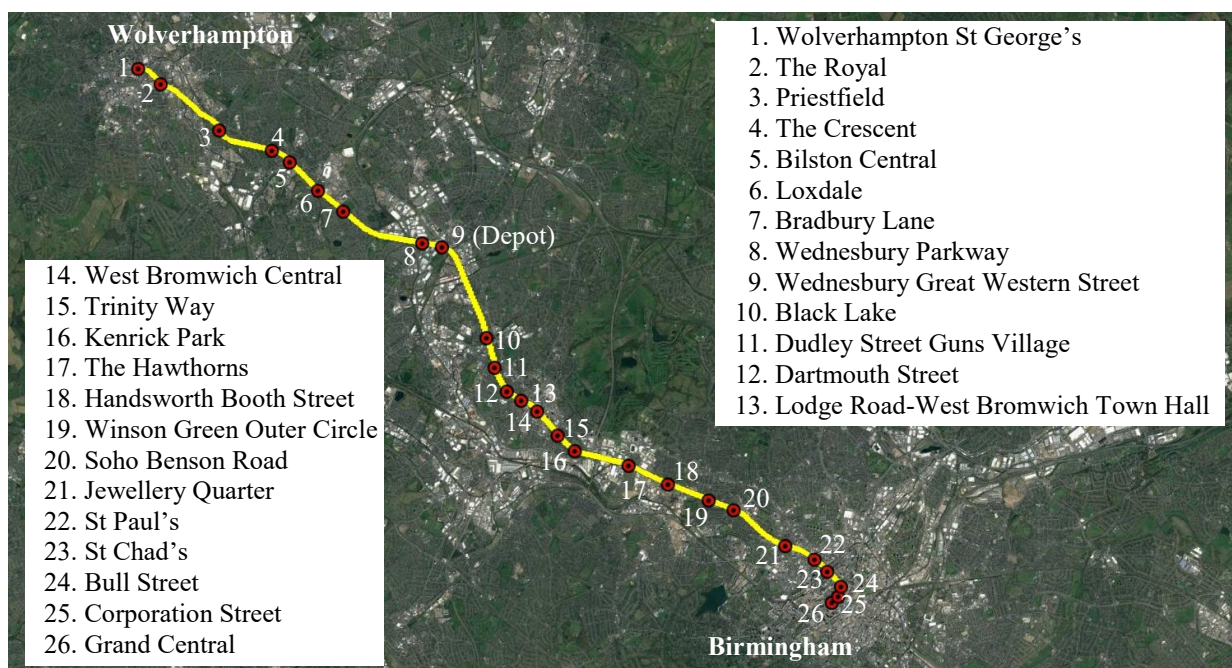 Wolverhampton
1. Wolverhampton St George’s
2. The Royal
3. Priestfield
4. The Crescent
5. Bilston Central
6. Loxdale
7. Bradbury Lane
8. Wednesbury Parkway
9. Wednesbury Great Western Street
10. Black Lake
11. Dudley Street Guns Village
12. Dartmouth Street
13. Lodge Road-West Bromwich Town Hall
1
2
3
4
5
6
7
8
9 (Depot)
10
11
12
13
14
15
16
17
18
19
20
21
22
23
24
25
26
14. West Bromwich Central
15. Trinity Way
16. Kenrick Park
17. The Hawthorns
18. Handsworth Booth Street
19. Winson Green Outer Circle
20. Soho Benson Road
21. Jewellery Quarter
22. St Paul’s
23. St Chad’s
24. Bull Street
25. Corporation Street
26. Grand Central
Birmingham